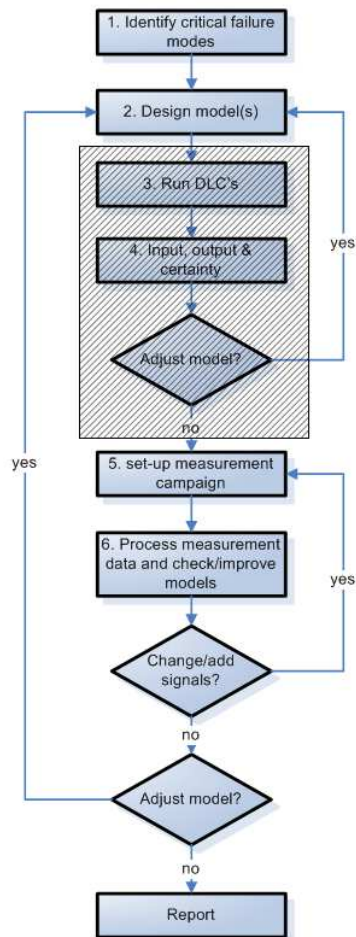 1. Identify critical failure
modes
2. Design model(s)
3. Run DLC's
4. Input, output &
certainty
yes
Adjust model?
no
yes
5. set-up measurement
campaign
6. Process measurement
data and check/improve
models
yes
Change/add
signals?
no
Adjust model?
no
Report